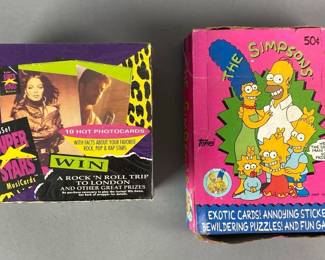 SUPER
STARS
MusiCards
10 HOT PHOTOCARDS
WITH FACTS ABOUT YOUR FAVORITE
ROCK, POP & RAP STARS
WIN
A ROCK 'N ROLL TRIP
TO LONDON
AND OTHER GREAT PRIZES
50¢
THE SIMPSONS
TOPPS
EXOTIC CARDS! ANNOYING STICKE
BEWILDERING PUZZLES! AND FUN GA